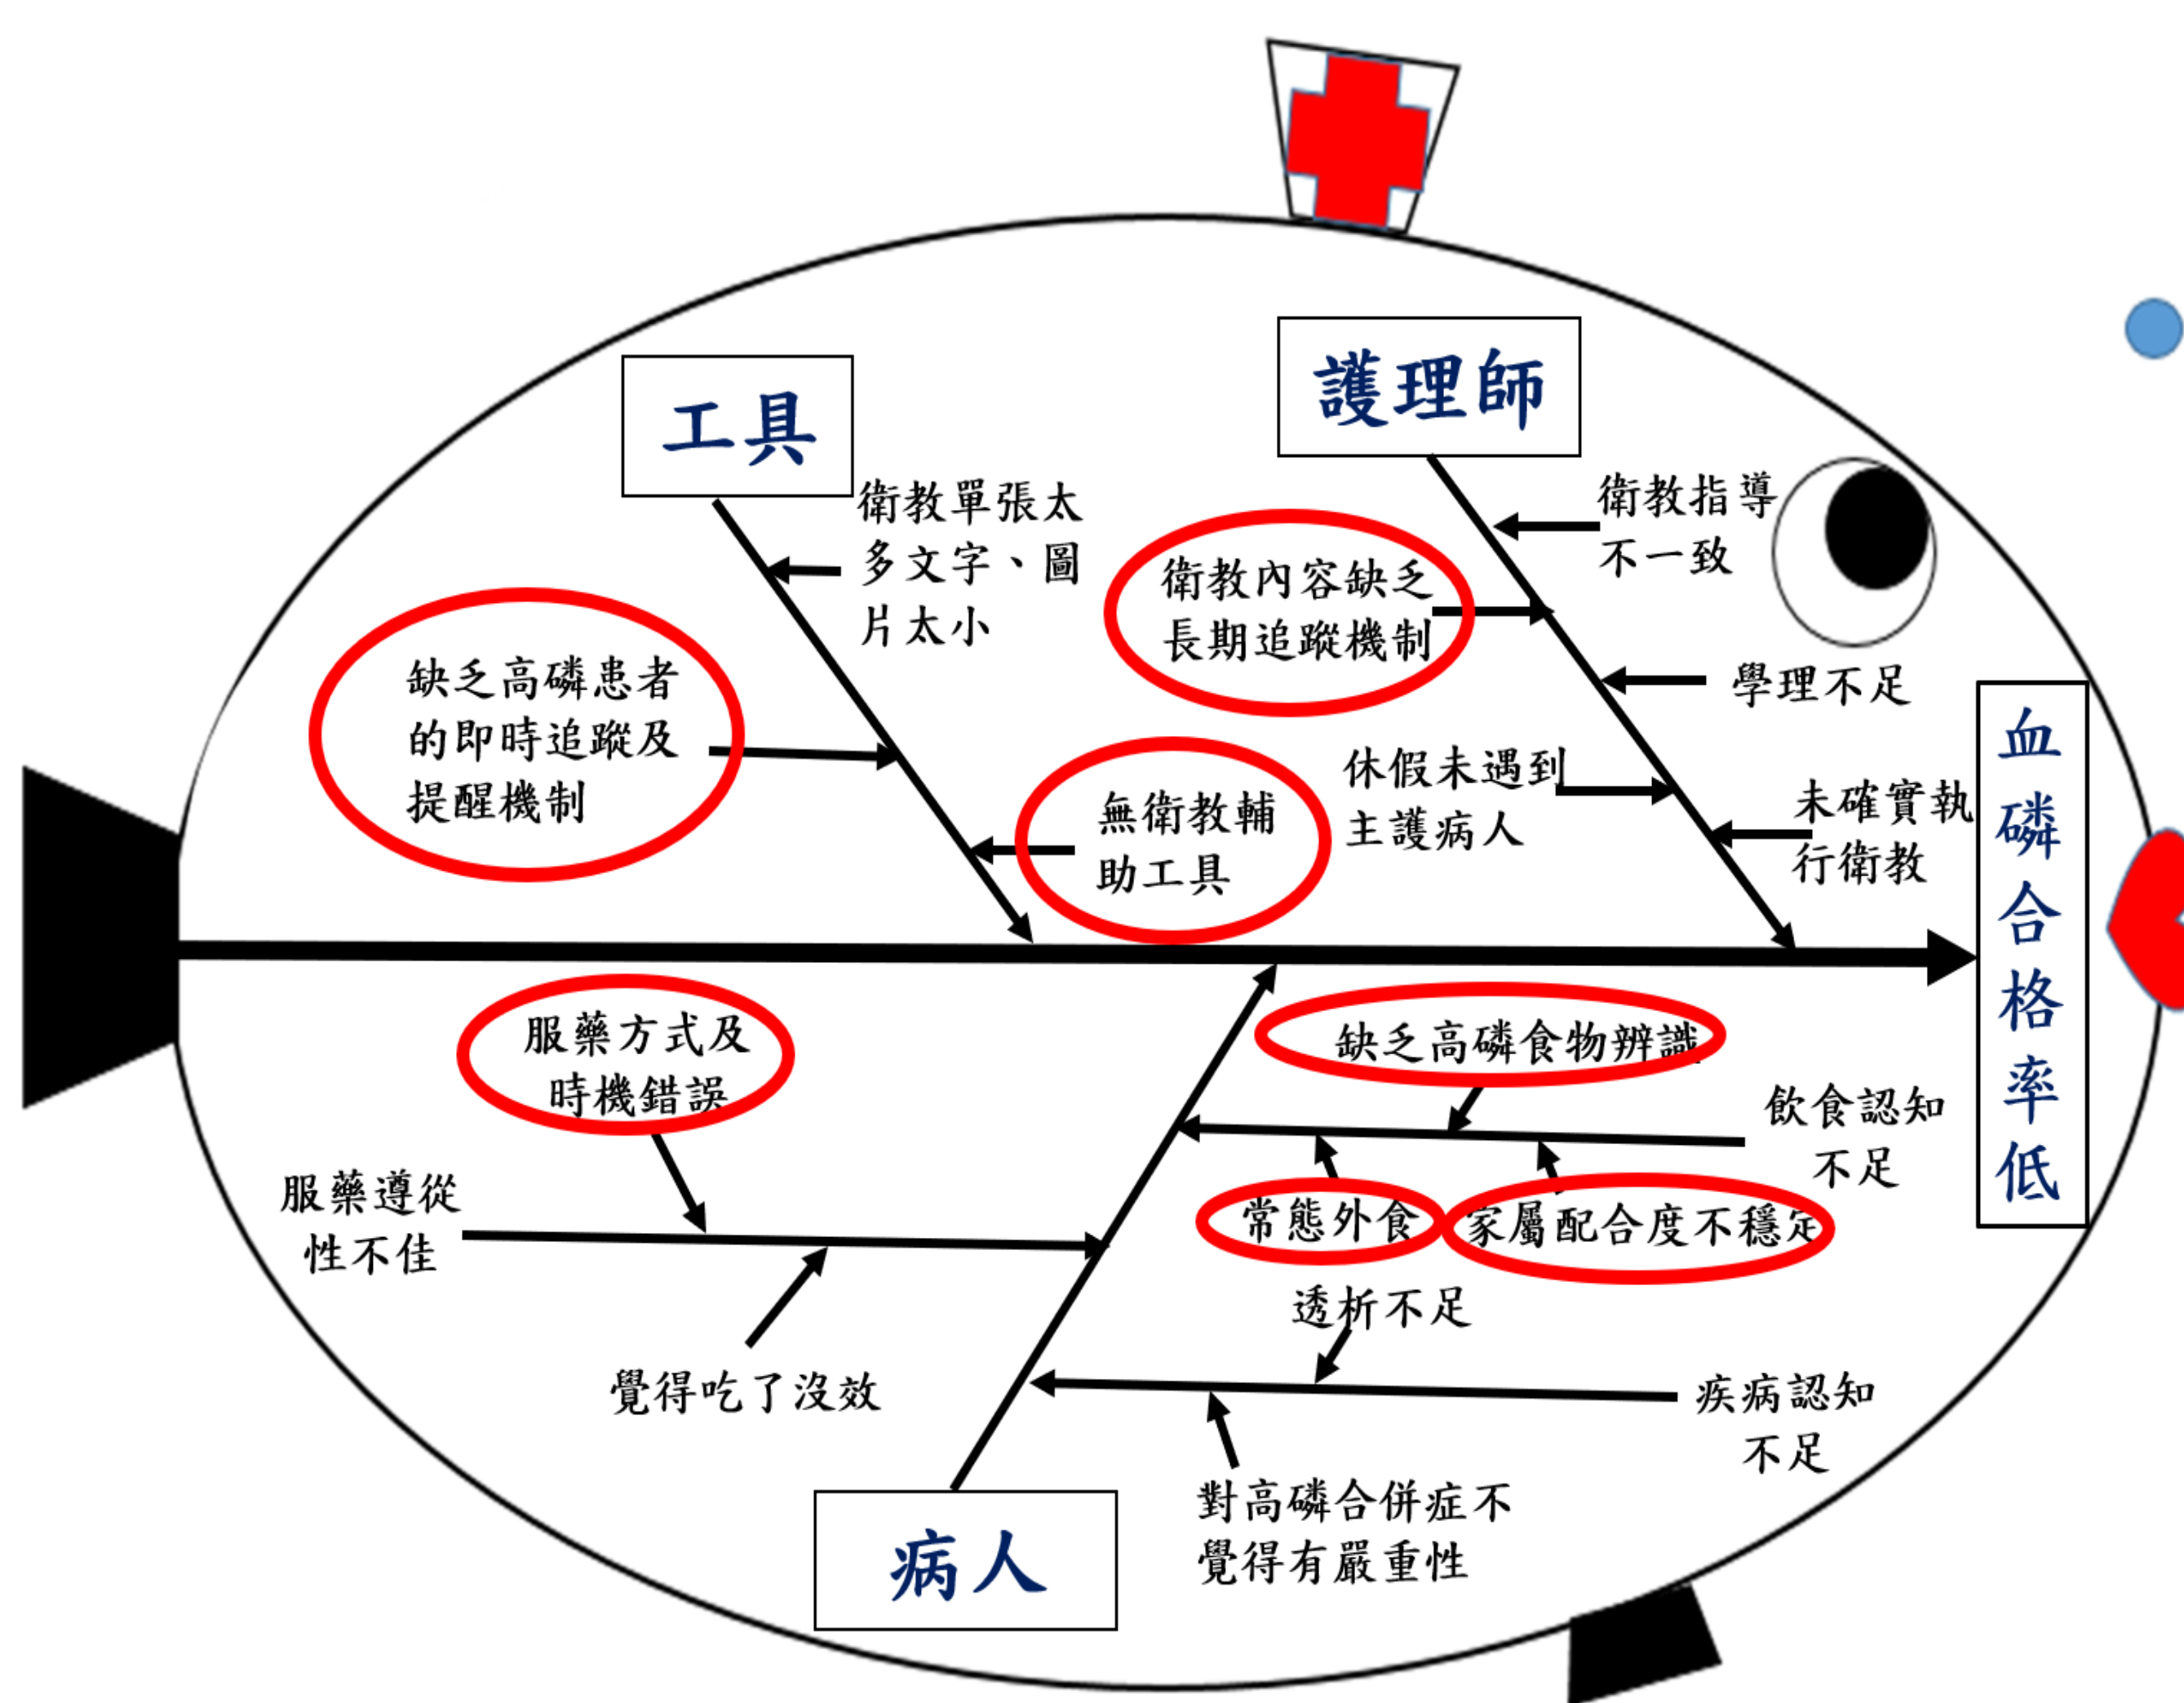 護理師
工具
衛教指導
不一致
衛教單張太
多文字、圖
片太小
衛教內容缺乏
長期追蹤機制
缺乏高磷患者
的即時追蹤及
提醒機制
學理不足
無衛教輔
助工具
休假未遇到
主護病人
未確實執
行衛教
血
磷
合
格
率
低
服藥方式及
時機錯誤
缺乏高磷食物辨識
飲食認知
不足
服藥遵從
性不佳
常態外食
家屬配合度不穩定
透析不足
覺得吃了沒效
疾病認知
不足
對高磷合併症不
覺得有嚴重性
病人